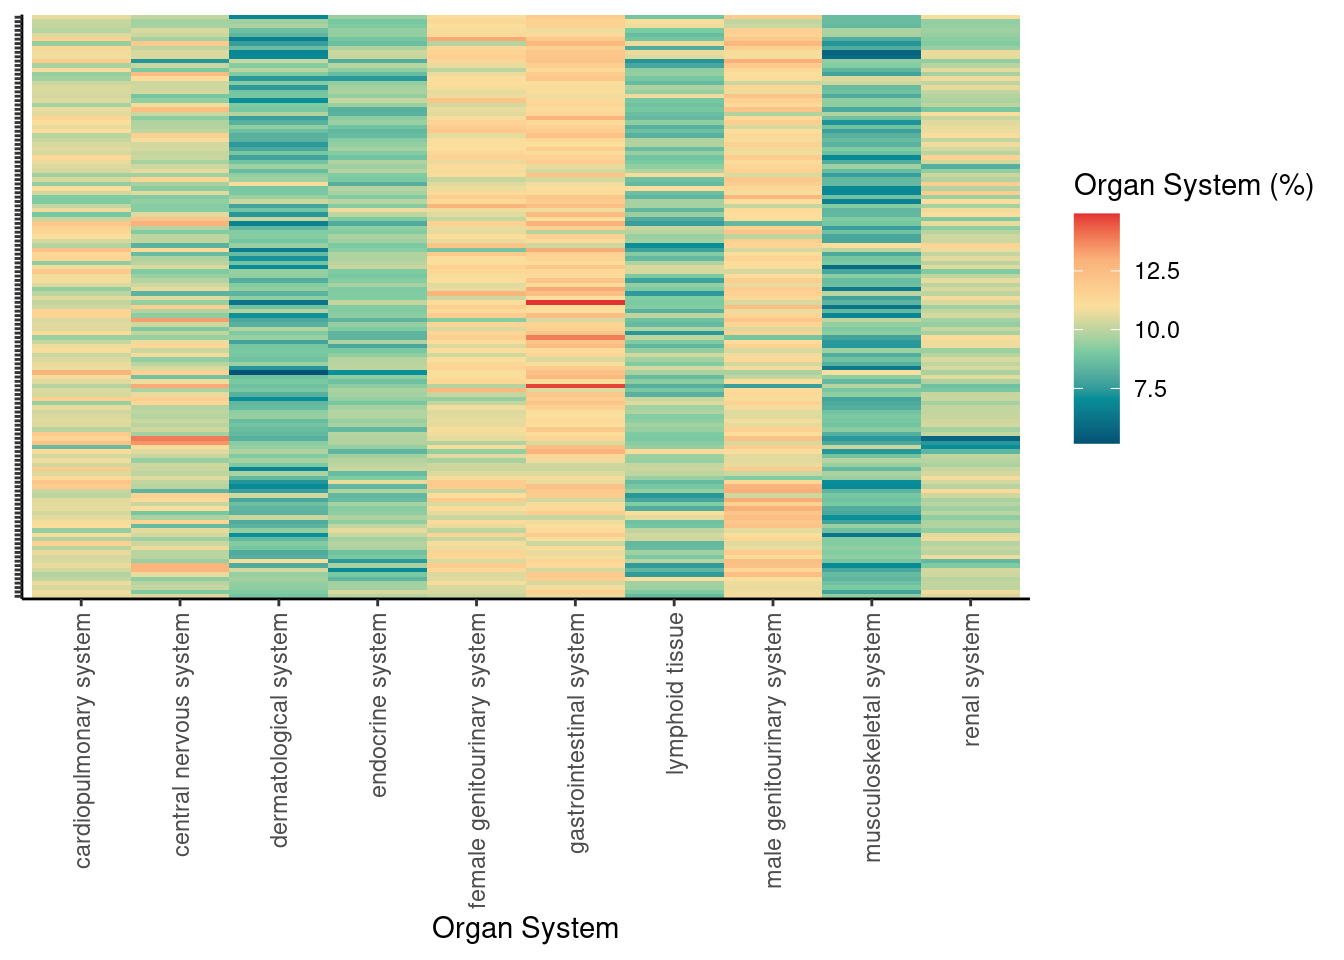 Organ System (%)
12.5
10.0
7.5
cardiopulmonary system
central nervous system
dermatological system
endocrine system
female genitourinary system
gastrointestinal system
lymphoid tissue
male genitourinary system
musculoskeletal system
renal system
Organ System